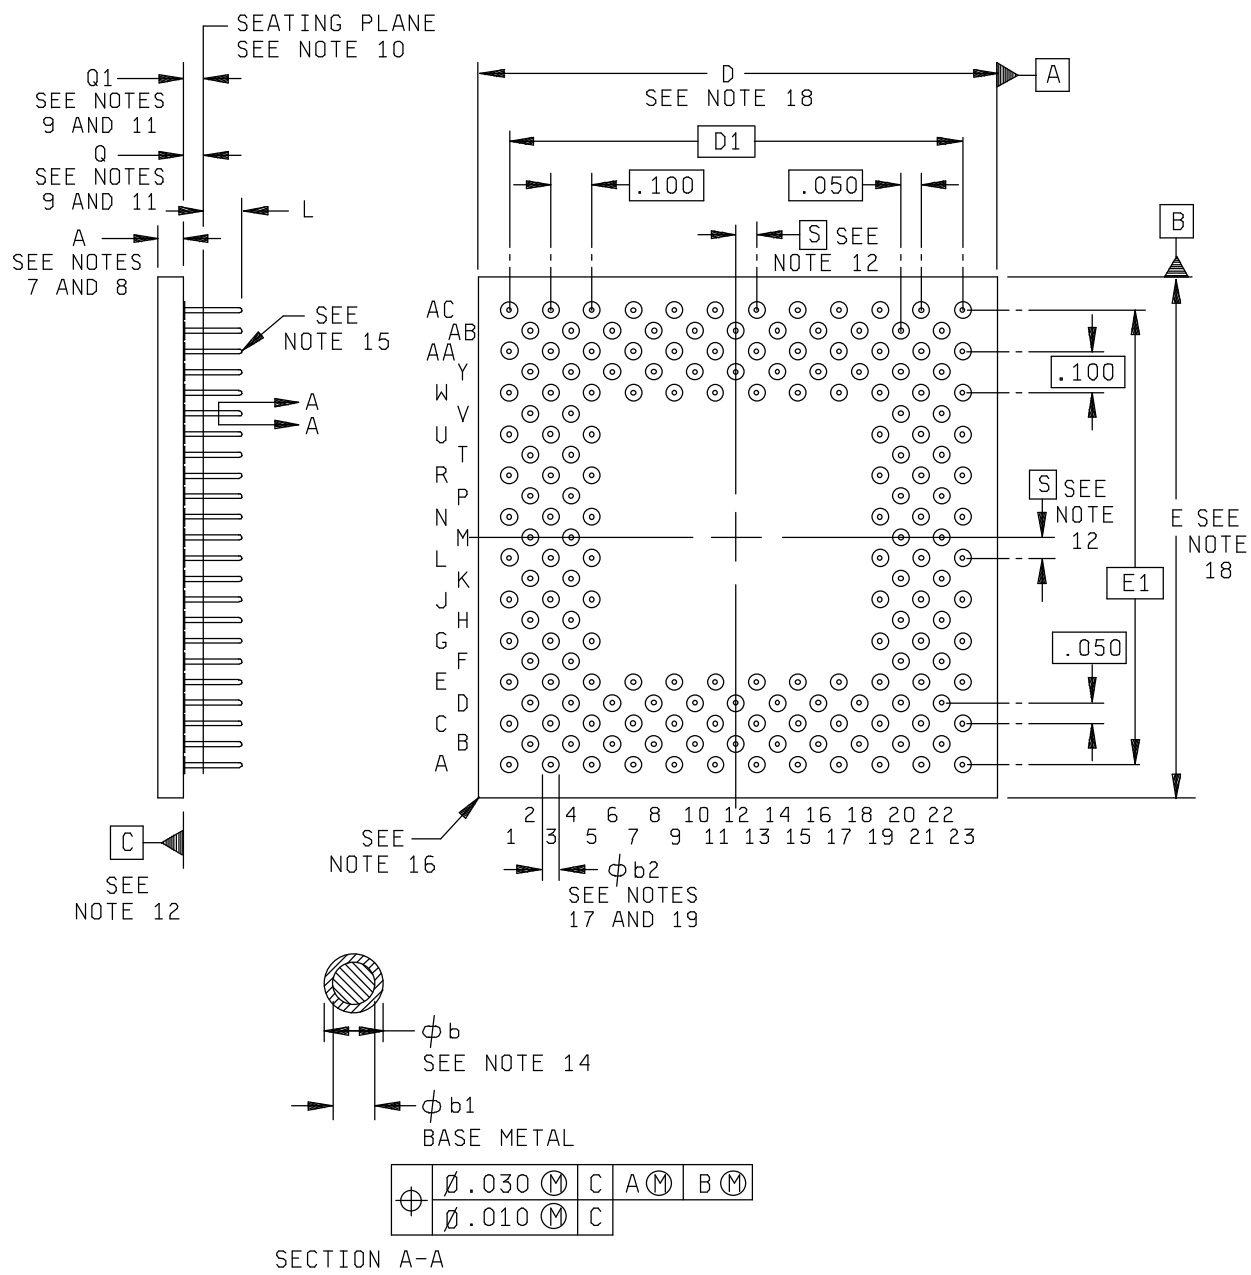 SEATING PLANE
SEE NOTE 10
Q1
SEE NOTES
9 AND 11
Q
SEE NOTES
9 AND 11
L
A
SEE NOTES
7 AND 8
SEE
NOTE 15
A
A
C
SEE
NOTE 12
D
SEE NOTE 18
A
D1
.100
.050
S SEE
NOTE 12
B
AC
AB
AA
Y
W
V
U
T
R
P
N
M
L
K
J
H
G
F
E
D
C
B
A
.100
S SEE
NOTE
12
E SEE
NOTE
18
E1
.050
2 4 6 8 10 12 14 16 18 20 22
1 3 5 7 9 11 13 15 17 19 21 23
SEE
NOTE 16
ϕ b2
SEE NOTES
17 AND 19
ϕ b
SEE NOTE 14
ϕ b1
BASE METAL
⌖ Ø.030 Ⓜ C A Ⓜ B Ⓜ
Ø.010 Ⓜ C
SECTION A-A